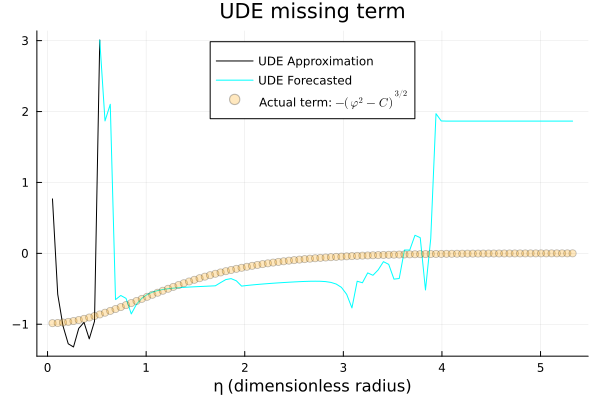 UDE missing term
UDE Approximation
UDE Forecasted
Actual term: −(φ² − C)^3/2
3
2
1
0
−1
0
1
2
3
4
5
η (dimensionless radius)